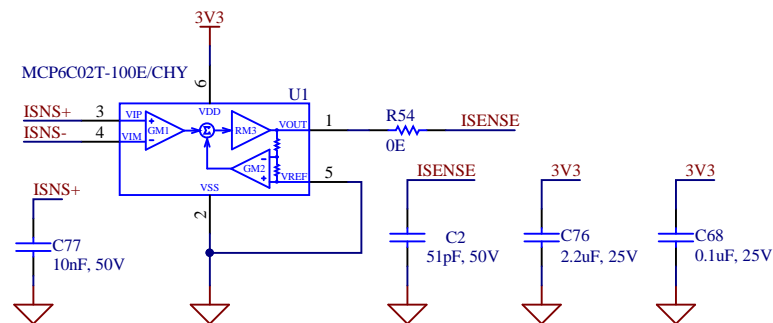 3V3
MCP6C02T-100E/CHY
6
U1
VDD
ISNS+
3
VIP
GM1
Σ
RM3
VOUT
1
R54
ISENSE
ISNS-
4
VIM
0E
GM2
VREF
5
VSS
2
ISNS+
C77
10nF, 50V
ISENSE
C2
51pF, 50V
3V3
C76
2.2uF, 25V
3V3
C68
0.1uF, 25V